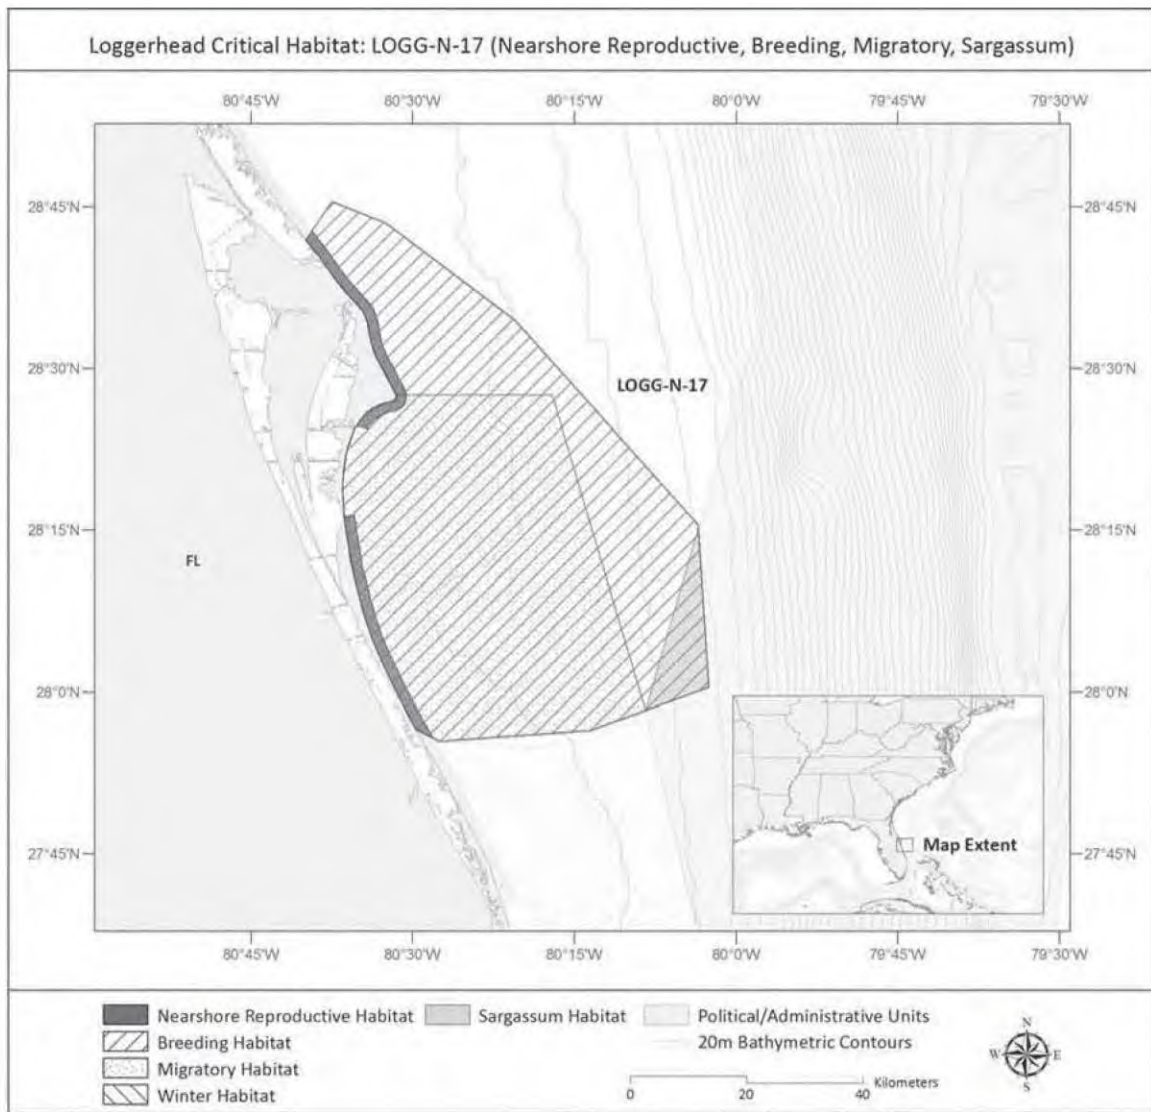 Loggerhead Critical Habitat: LOGG-N-17 (Nearshore Reproductive, Breeding, Migratory, Sargassum)
80°45'W 80°30'W 80°15'W 80°0'W 79°45'W 79°30'W
28°45'N 28°45'N
28°30'N 28°30'N
LOGG-N-17
28°15'N 28°15'N
FL
28°0'N 28°0'N
Map Extent
27°45'N 27°45'N
80°45'W 80°30'W 80°15'W 80°0'W 79°45'W 79°30'W
Nearshore Reproductive Habitat Sargassum Habitat Political/Administrative Units
Breeding Habitat 20m Bathymetric Contours
Migratory Habitat
Winter Habitat
Kilometers
0 20 40
N
W E
S